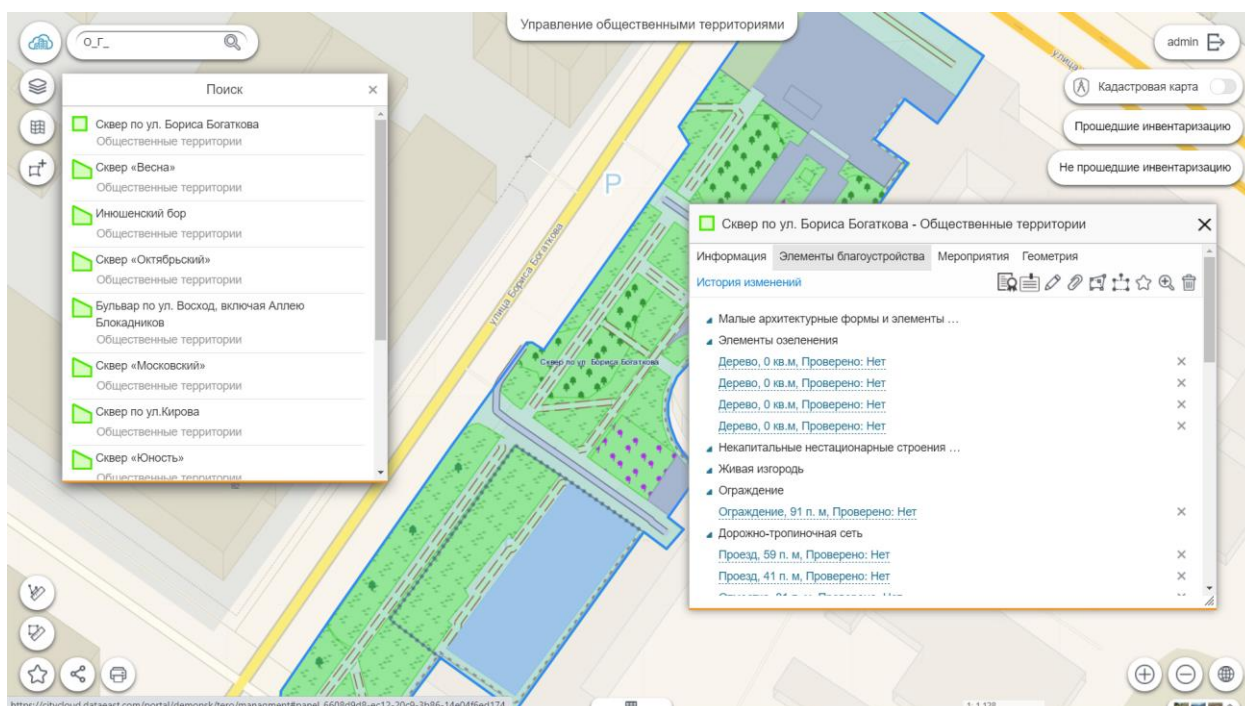 Управление общественными территориями
О_Г_
admin
Поиск
Кадастровая карта
Прошедшие инвентаризацию
Не прошедшие инвентаризацию
Сквер по ул. Бориса Богаткова
Общественные территории
Сквер «Весна»
Общественные территории
Инюшенский бор
Общественные территории
Сквер «Октябрьский»
Общественные территории
Бульвар по ул. Восход, включая Аллею
Блокадников
Общественные территории
Сквер «Московский»
Общественные территории
Сквер по ул.Кирова
Общественные территории
Сквер «Юность»
Общественные территории
P
улица Бориса Богаткова
улица Бориса Богаткова
Сквер по ул. Бориса Богаткова
Сквер по ул. Бориса Богаткова - Общественные территории
Информация Элементы благоустройства Мероприятия Геометрия
История изменений
Малые архитектурные формы и элементы ...
Элементы озеленения
Дерево, 0 кв.м, Проверено: Нет
Дерево, 0 кв.м, Проверено: Нет
Дерево, 0 кв.м, Проверено: Нет
Дерево, 0 кв.м, Проверено: Нет
Некапитальные нестационарные строения ...
Живая изгородь
Ограждение
Ограждение, 91 п. м, Проверено: Нет
Дорожно-тропиночная сеть
Проезд, 59 п. м, Проверено: Нет
Проезд, 41 п. м, Проверено: Нет